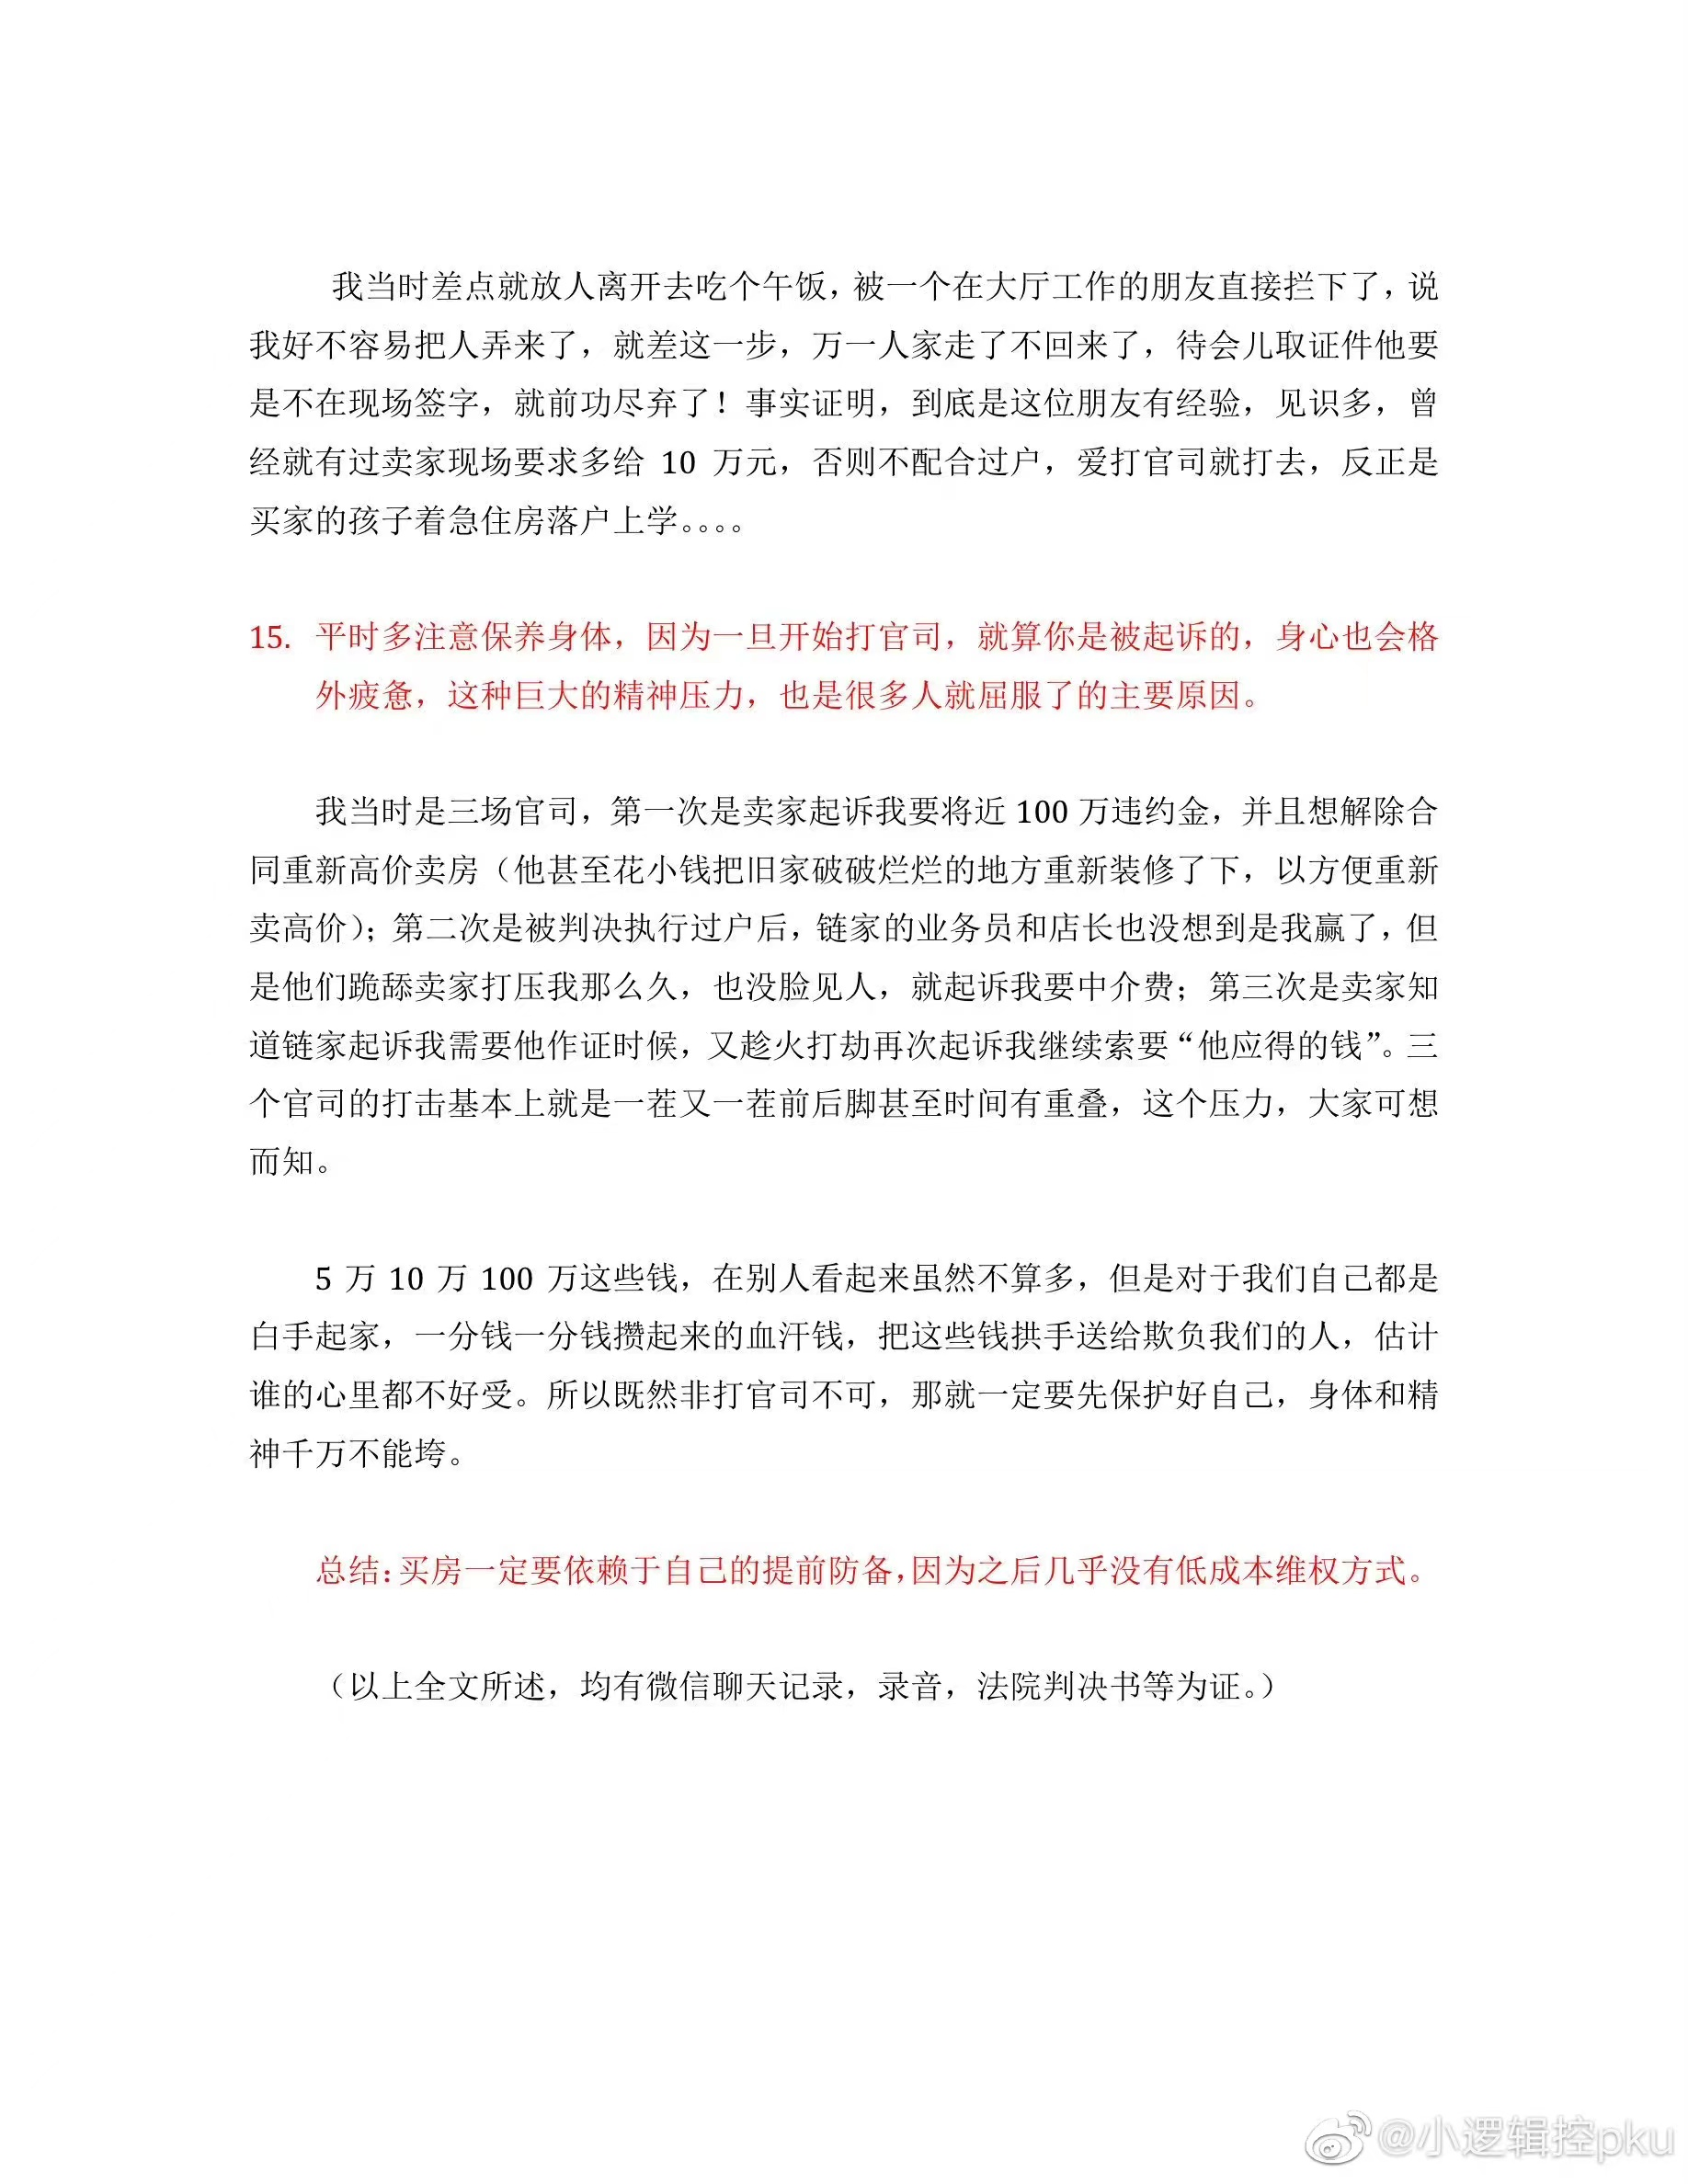 我当时差点就放人离开去吃个午饭，被一个在大厅工作的朋友直接拦下了，说
我好不容易把人弄来了，就差这一步，万一人家走了不回来了，待会儿取证件他要
是不在现场签字，就前功尽弃了！事实证明，到底是这位朋友有经验，见识多，曾
经就有过卖家现场要求多给 10 万元，否则不配合过户，爱打官司就打去，反正是
买家的孩子着急住房落户上学。。。。
15. 平时多注意保养身体，因为一旦开始打官司，就算你是被起诉的，身心也会格
外疲惫，这种巨大的精神压力，也是很多人就屈服了的主要原因。
我当时是三场官司，第一次是卖家起诉我要将近 100 万违约金，并且想解除合
同重新高价卖房（他甚至花小钱把旧家破破烂烂的地方重新装修了下，以方便重新
卖高价）；第二次是被判决执行过户后，链家的业务员和店长也没想到是我赢了，但
是他们跪舔卖家打压我那么久，也没脸见人，就起诉我要中介费；第三次是卖家知
道链家起诉我需要他作证时候，又趁火打劫再次起诉我继续索要“他应得的钱”。三
个官司的打击基本上就是一茬又一茬前后脚甚至时间有重叠，这个压力，大家可想
而知。
5 万 10 万 100 万这些钱，在别人看起来虽然不算多，但是对于我们自己都是
白手起家，一分钱一分钱攒起来的血汗钱，把这些钱拱手送给欺负我们的人，估计
谁的心里都不好受。所以既然非打官司不可，那就一定要先保护好自己，身体和精
神千万不能垮。
总结：买房一定要依赖于自己的提前防备，因为之后几乎没有低成本维权方式。
（以上全文所述，均有微信聊天记录，录音，法院判决书等为证。）
@小逻辑控pku